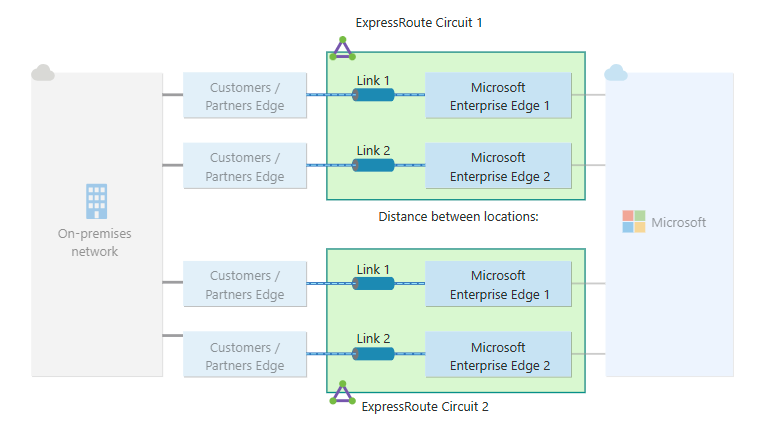 ExpressRoute Circuit 1
Customers /
Partners Edge
Link 1
Microsoft
Enterprise Edge 1
Customers /
Partners Edge
Link 2
Microsoft
Enterprise Edge 2
On-premises
network
Distance between locations:
Microsoft
Customers /
Partners Edge
Link 1
Microsoft
Enterprise Edge 1
Customers /
Partners Edge
Link 2
Microsoft
Enterprise Edge 2
ExpressRoute Circuit 2